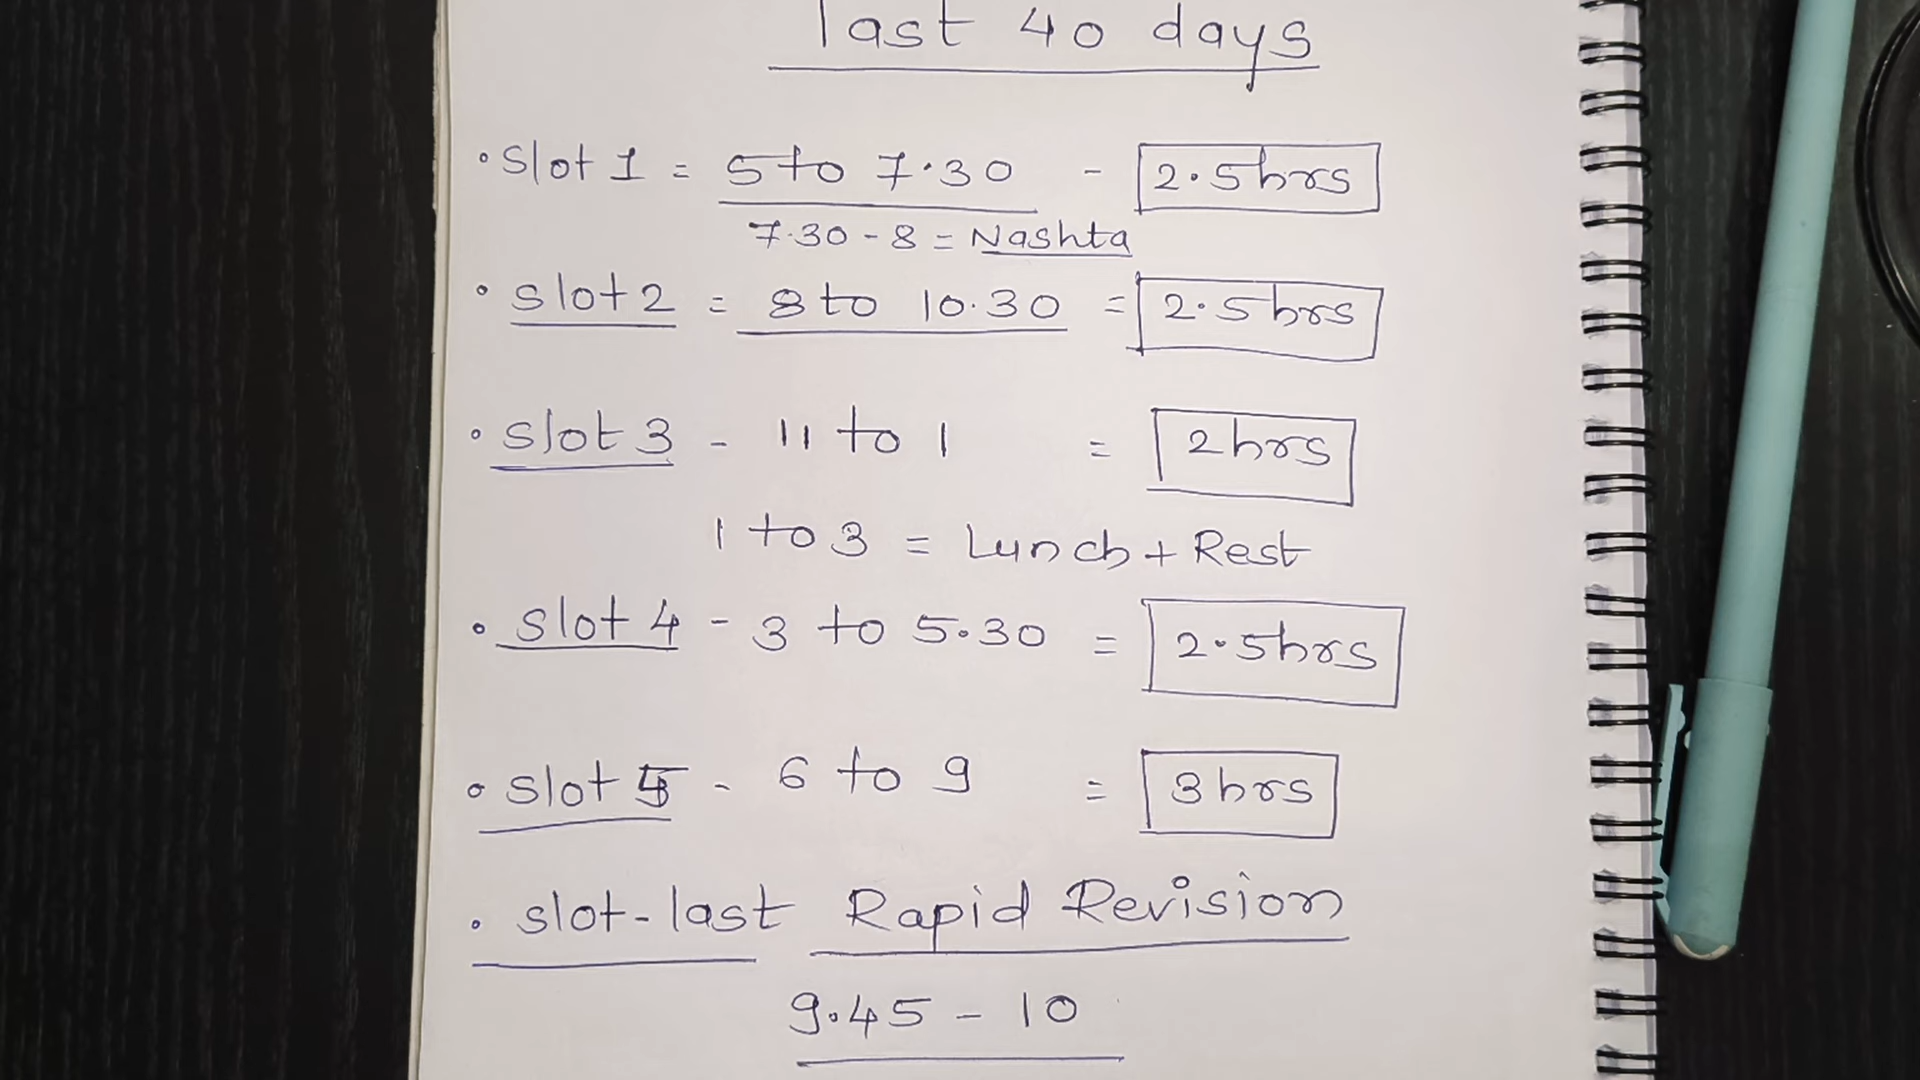 last 40 days
• Slot 1 = 5 to 7.30 - 2.5hrs
7.30 - 8 = Nashta
• slot 2 = 8 to 10.30 = 2.5hrs
• slot 3 - 11 to 1 = 2hrs
1 to 3 = Lunch + Rest
• slot 4 - 3 to 5.30 = 2.5hrs
• slot 5 - 6 to 9 = 3hrs
• slot-last Rapid Revision
9.45 - 10